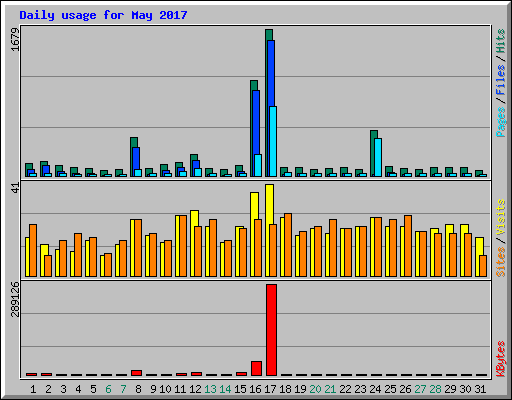 Daily usage for May 2017
1679
Pages / Files / Hits
41
Sites / Visits
289126
KBytes
1 2 3 4 5 6 7 8 9 10 11 12 13 14 15 16 17 18 19 20 21 22 23 24 25 26 27 28 29 30 31